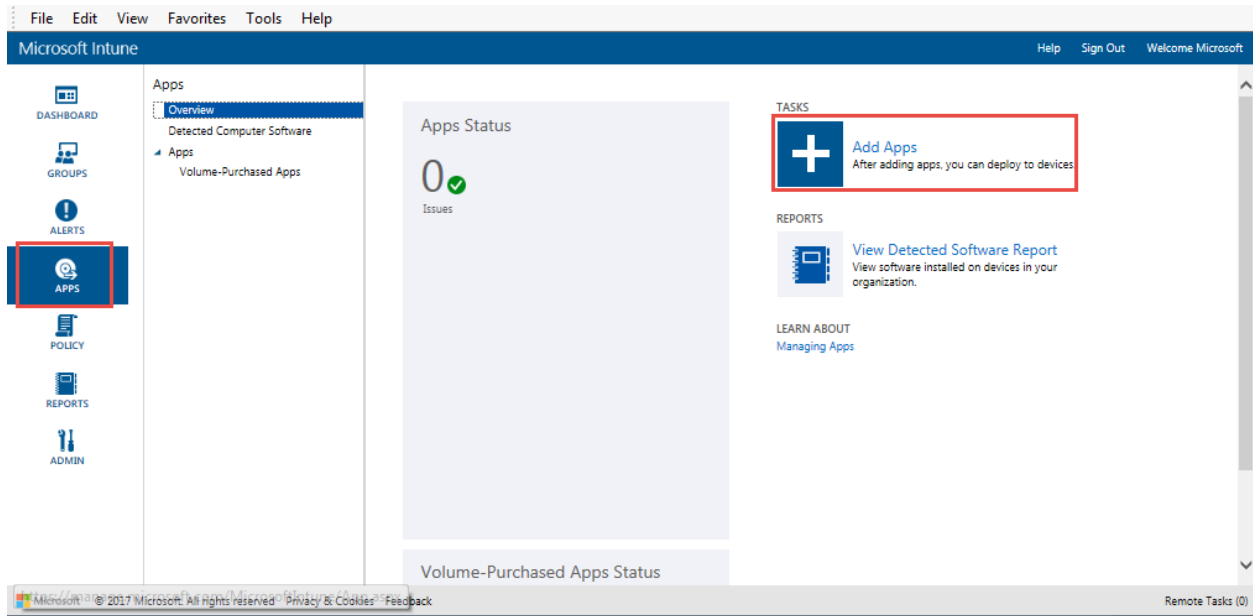 File Edit View Favorites Tools Help
Microsoft Intune
Help Sign Out Welcome Microsoft
DASHBOARD
GROUPS
ALERTS
APPS
POLICY
REPORTS
ADMIN
Apps
Overview
Detected Computer Software
Apps
Volume-Purchased Apps
Apps Status
0
Issues
Volume-Purchased Apps Status
TASKS
Add Apps
After adding apps, you can deploy to devices.
REPORTS
View Detected Software Report
View software installed on devices in your
organization.
LEARN ABOUT
Managing Apps
Microsoft © 2017 Microsoft. All rights reserved Privacy & Cookies Feedback
Remote Tasks (0)